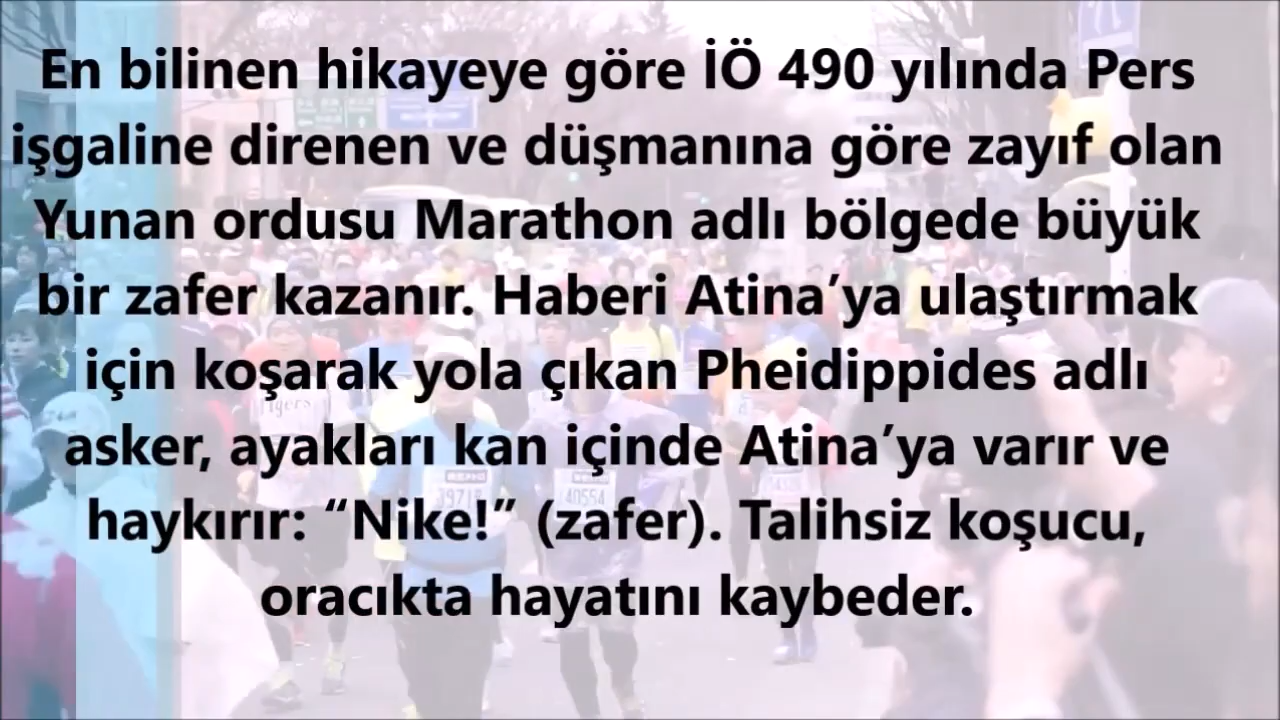 En bilinen hikayeye göre İÖ 490 yılında Pers
işgaline direnen ve düşmanına göre zayıf olan
Yunan ordusu Marathon adlı bölgede büyük
bir zafer kazanır. Haberi Atina’ya ulaştırmak
için koşarak yola çıkan Pheidippides adlı
asker, ayakları kan içinde Atina’ya varır ve
haykırır: “Nike!” (zafer). Talihsiz koşucu,
oracıkta hayatını kaybeder.
Tigers
40554